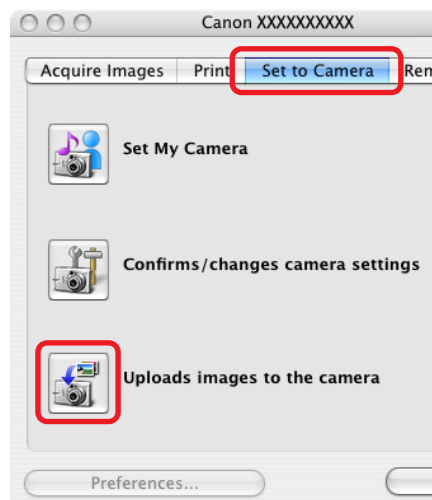 Canon XXXXXXXXXX
Acquire Images Print Set to Camera
Set My Camera
Confirms/changes camera settings
Uploads images to the camera
Preferences...